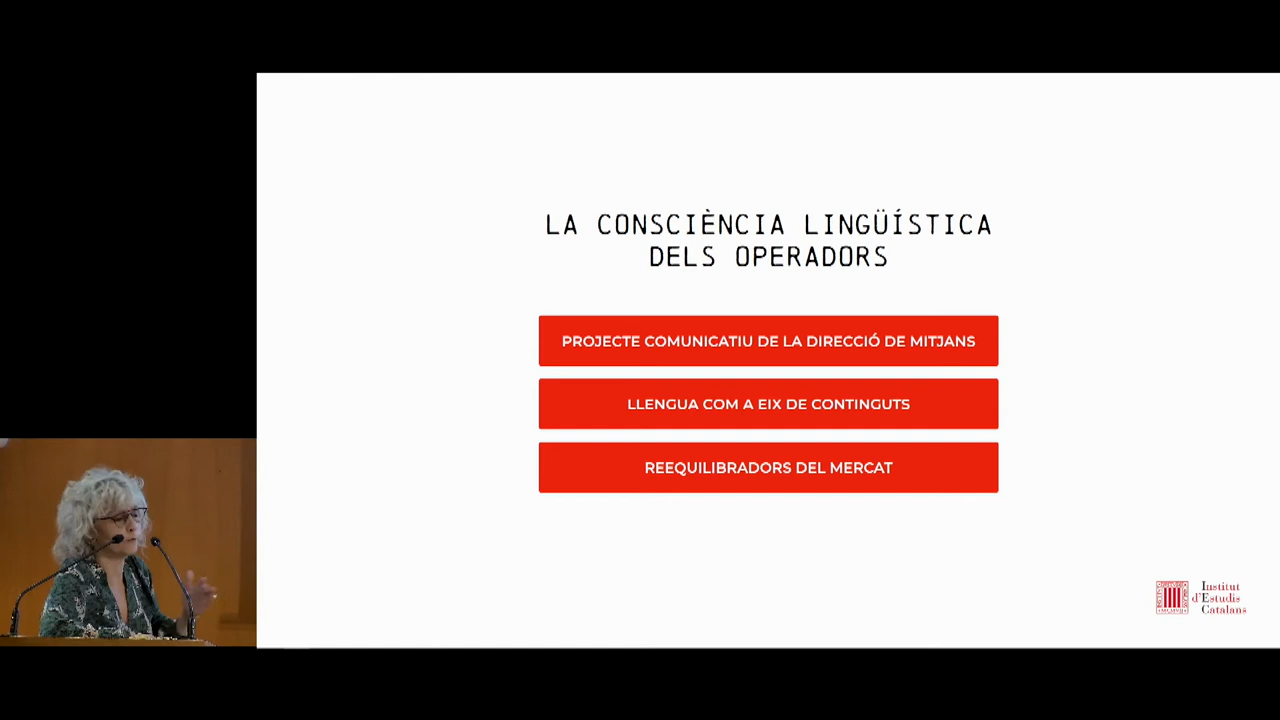 LA CONSCIÈNCIA LINGÜÍSTICA
DELS OPERADORS
PROJECTE COMUNICATIU DE LA DIRECCIÓ DE MITJANS
LLENGUA COM A EIX DE CONTINGUTS
REEQUILIBRADORS DEL MERCAT
Institut
d'Estudis
Catalans